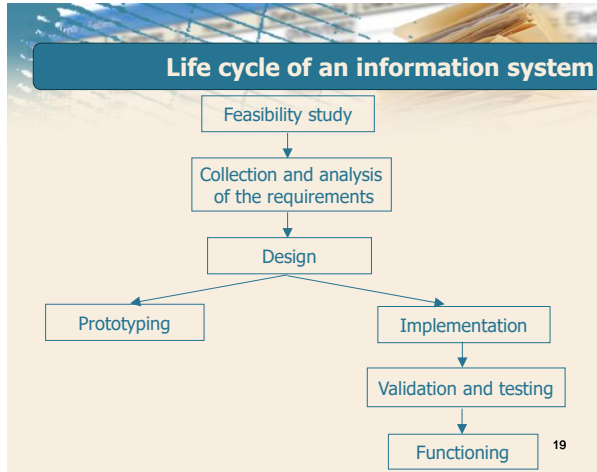 Life cycle of an information system
Feasibility study
Collection and analysis
of the requirements
Design
Prototyping
Implementation
Validation and testing
Functioning
19